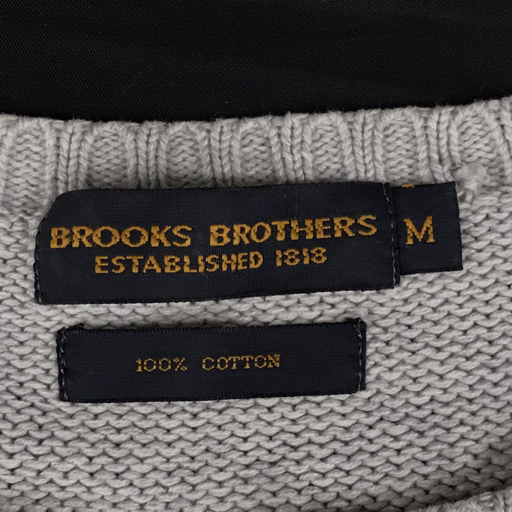 BROOKS BROTHERS
ESTABLISHED 1818
M
100% COTTON